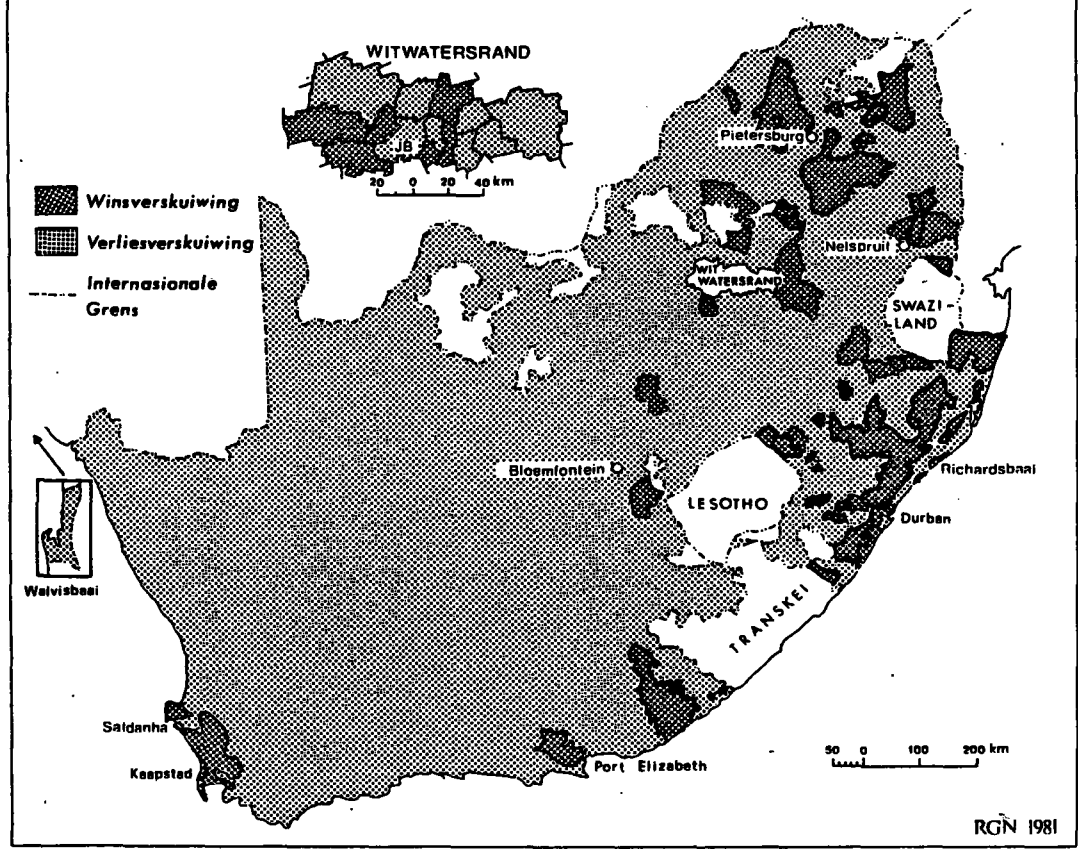 WITWATERSRAND
JB
20 0 20 40 km
Winsverskuiwing
Verliesverskuiwing
Internasionale
Grens
Pietersburg
Nelspruit
WIT
WATERSRAND
SWAZI-
LAND
Bloemfontein
LESOTHO
Richardsbaai
Durban
Walvisbaai
TRANSKEI
Saldanha
Kaapstad
Port Elizabeth
50 0 100 200 km
RGN 1981